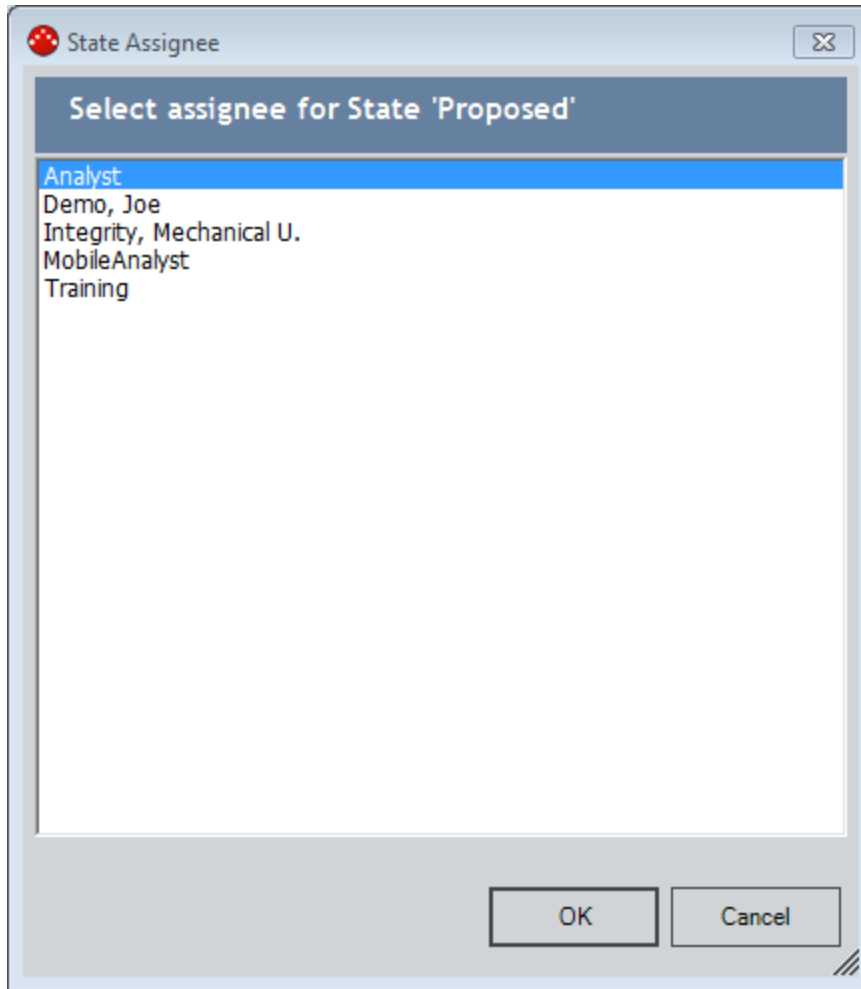 State Assignee
Select assignee for State 'Proposed'
Analyst
Demo, Joe
Integrity, Mechanical U.
MobileAnalyst
Training
OK
Cancel